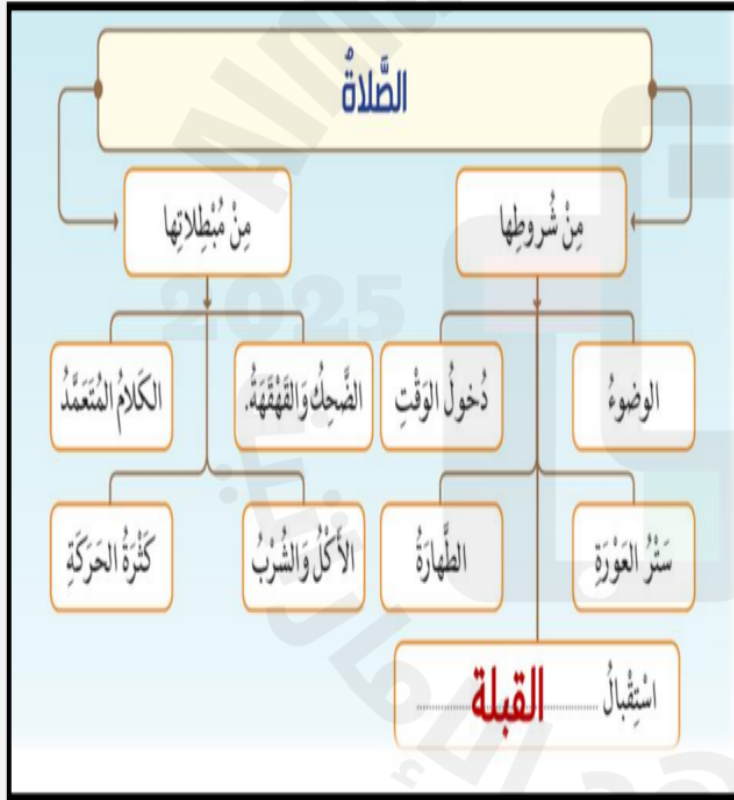 الصَّلاةُ
مِنْ شُروطِها
مِنْ مُبْطِلاتِها
الوضوءُ
دُخولُ الوَقْتِ
الضَّحِكُ وَالقَهْقَهَةُ.
الكَلامُ المُتَعَمَّدُ
سَتْرُ العَوْرَةِ
الطَّهارَةُ
الأَكْلُ وَالشُرْبُ
كَثْرَةُ الحَرَكَةِ
اسْتِقْبالُ ........ القبلة ........
2025